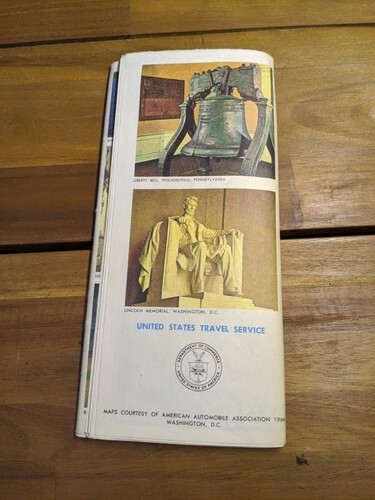 LIBERTY BELL, PHILADELPHIA, PENNSYLVANIA
LINCOLN MEMORIAL, WASHINGTON, D.C.
UNITED STATES TRAVEL SERVICE
DEPARTMENT OF COMMERCE
UNITED STATES OF AMERICA
MAPS COURTESY OF AMERICAN AUTOMOBILE ASSOCIATION
WASHINGTON, D.C.